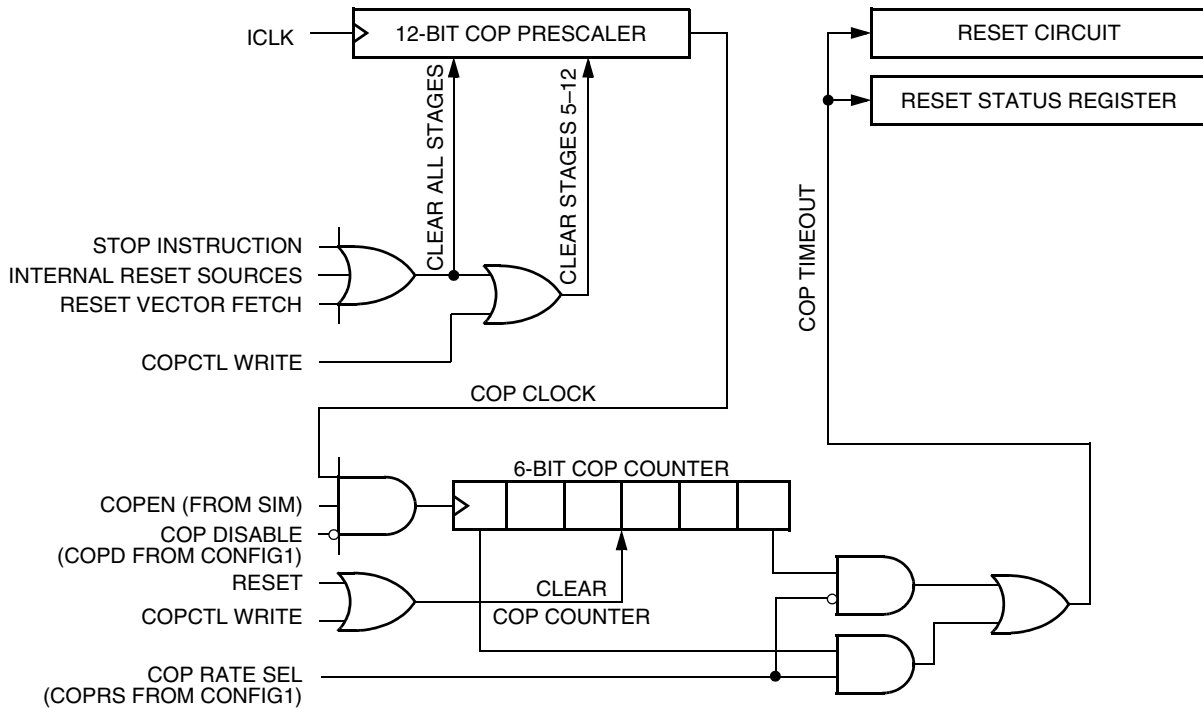 ICLK
12-BIT COP PRESCALER
RESET CIRCUIT
RESET STATUS REGISTER
CLEAR ALL STAGES
CLEAR STAGES 5–12
COP TIMEOUT
STOP INSTRUCTION
INTERNAL RESET SOURCES
RESET VECTOR FETCH
COPCTL WRITE
COP CLOCK
6-BIT COP COUNTER
COPEN (FROM SIM)
COP DISABLE
(COPD FROM CONFIG1)
RESET
COPCTL WRITE
CLEAR
COP COUNTER
COP RATE SEL
(COPRS FROM CONFIG1)